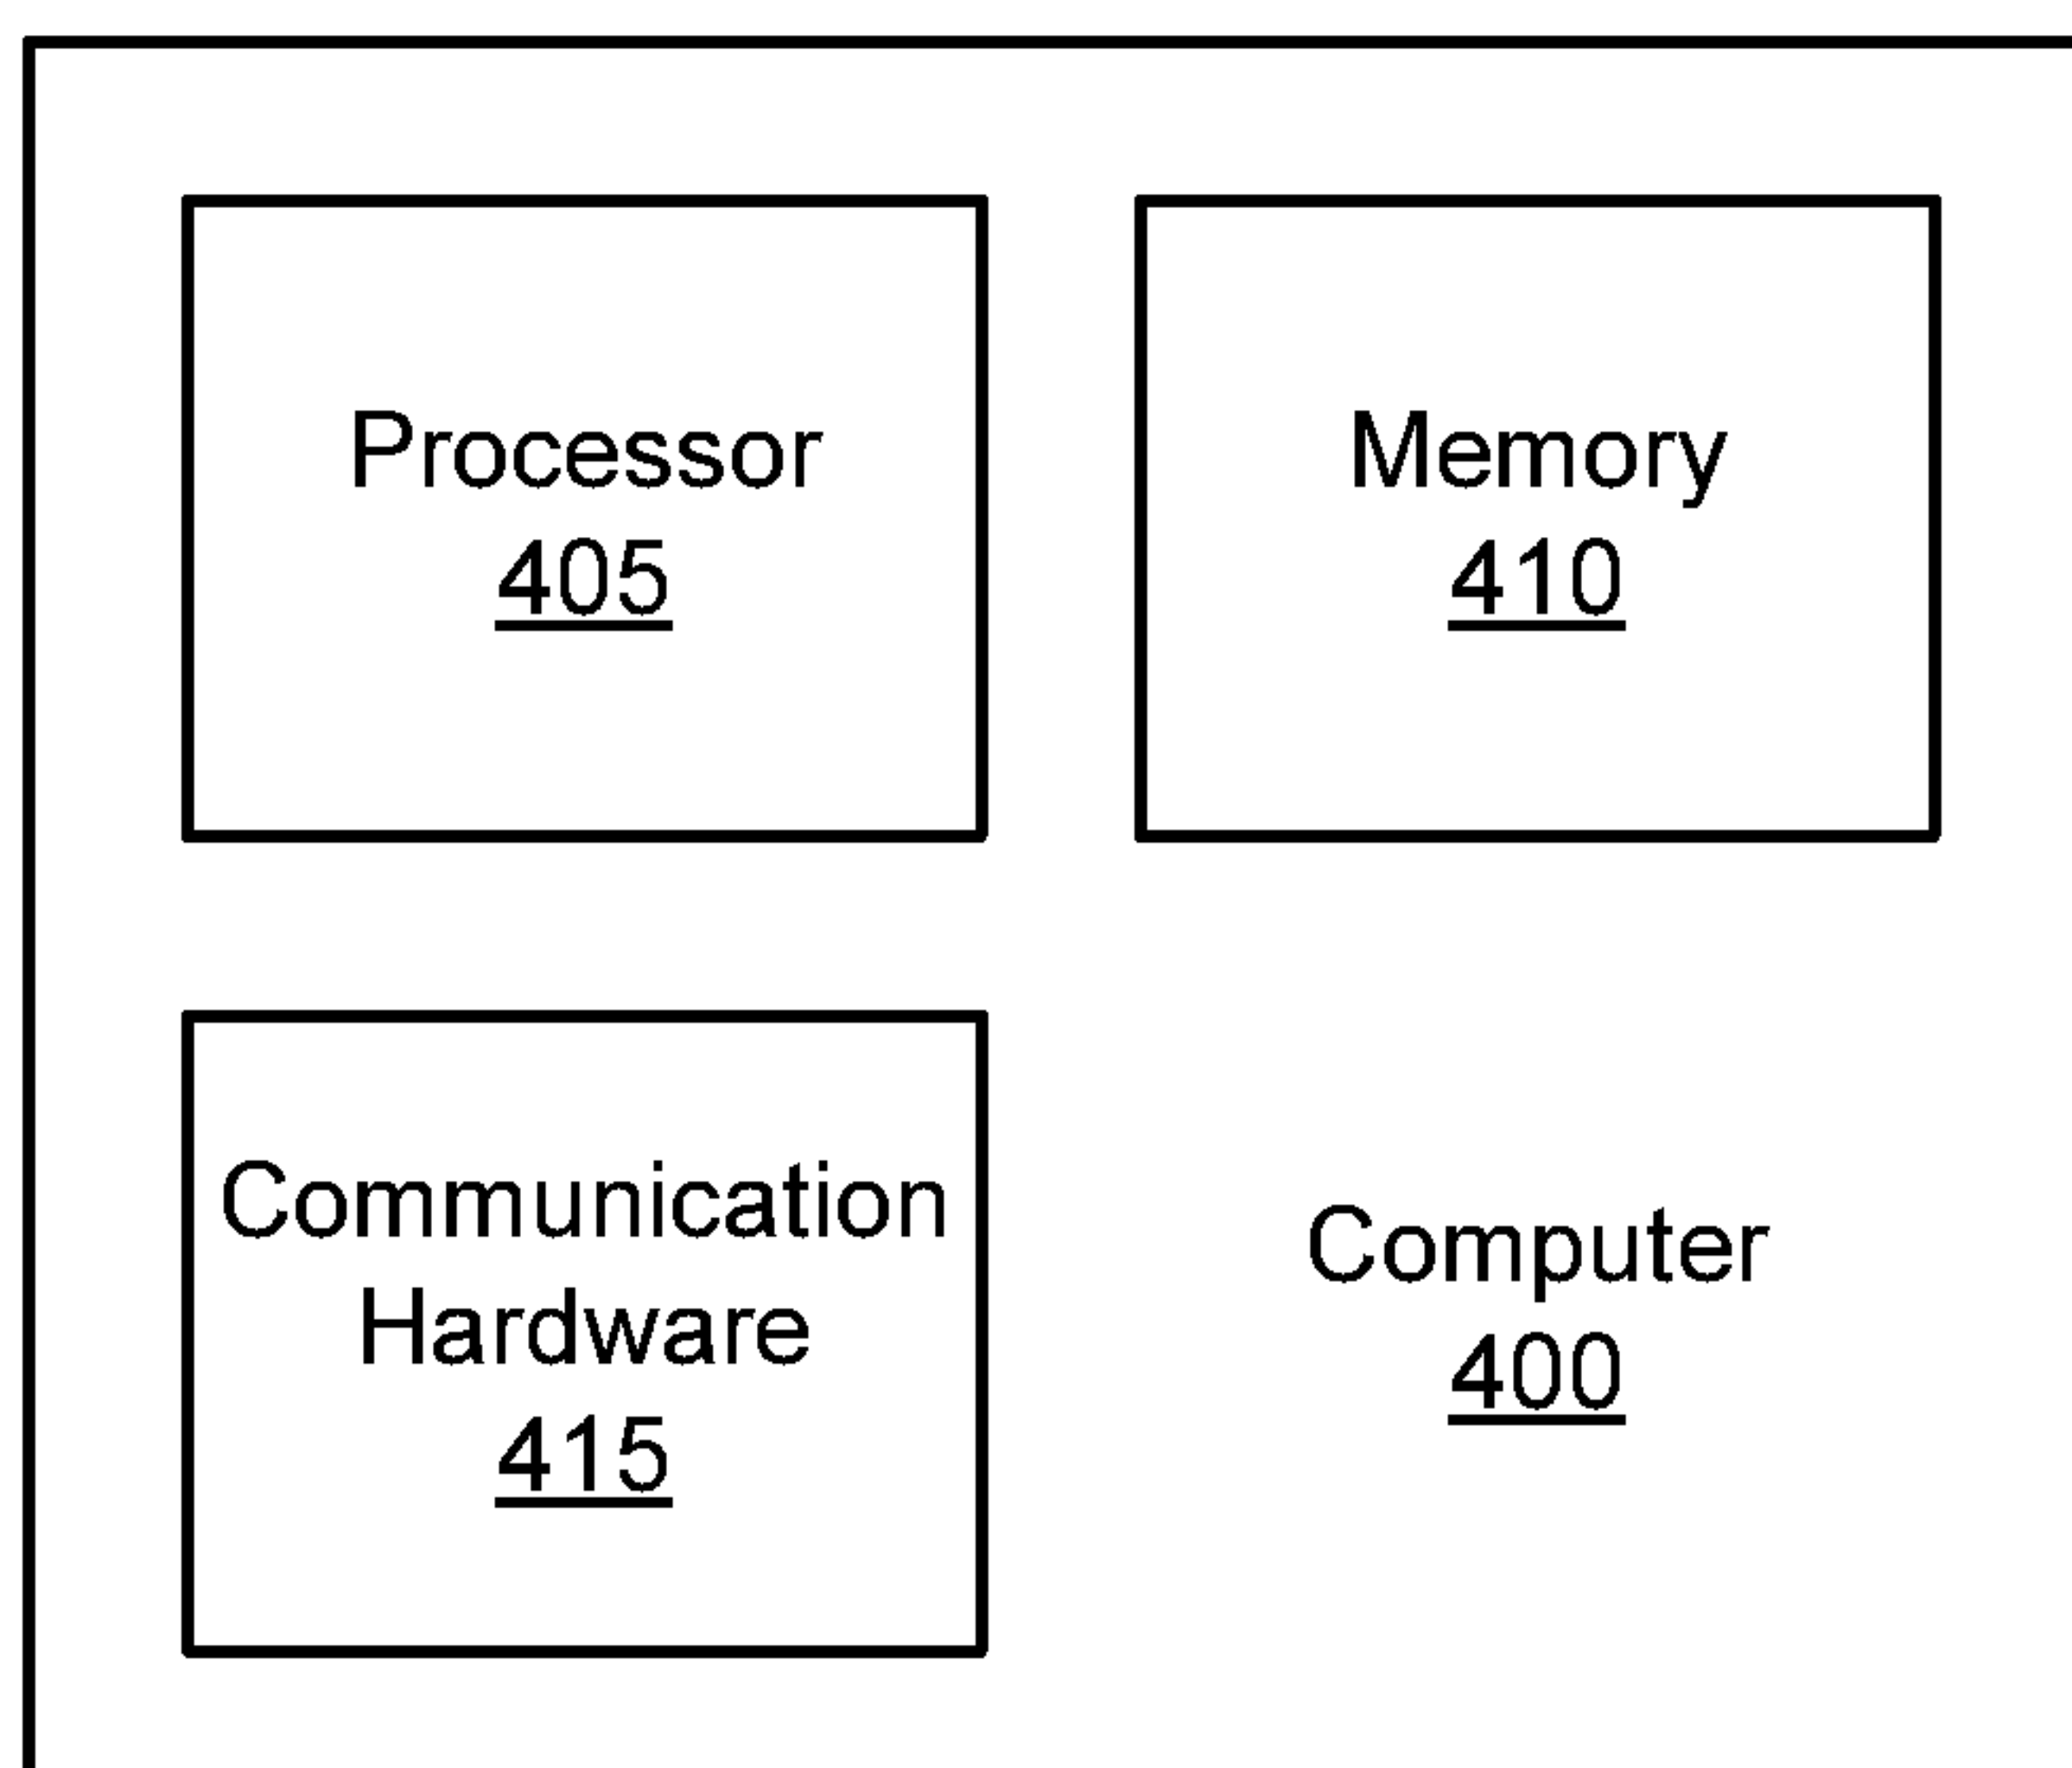 Processor
405
Memory
410
Communication
Hardware
415
Computer
400